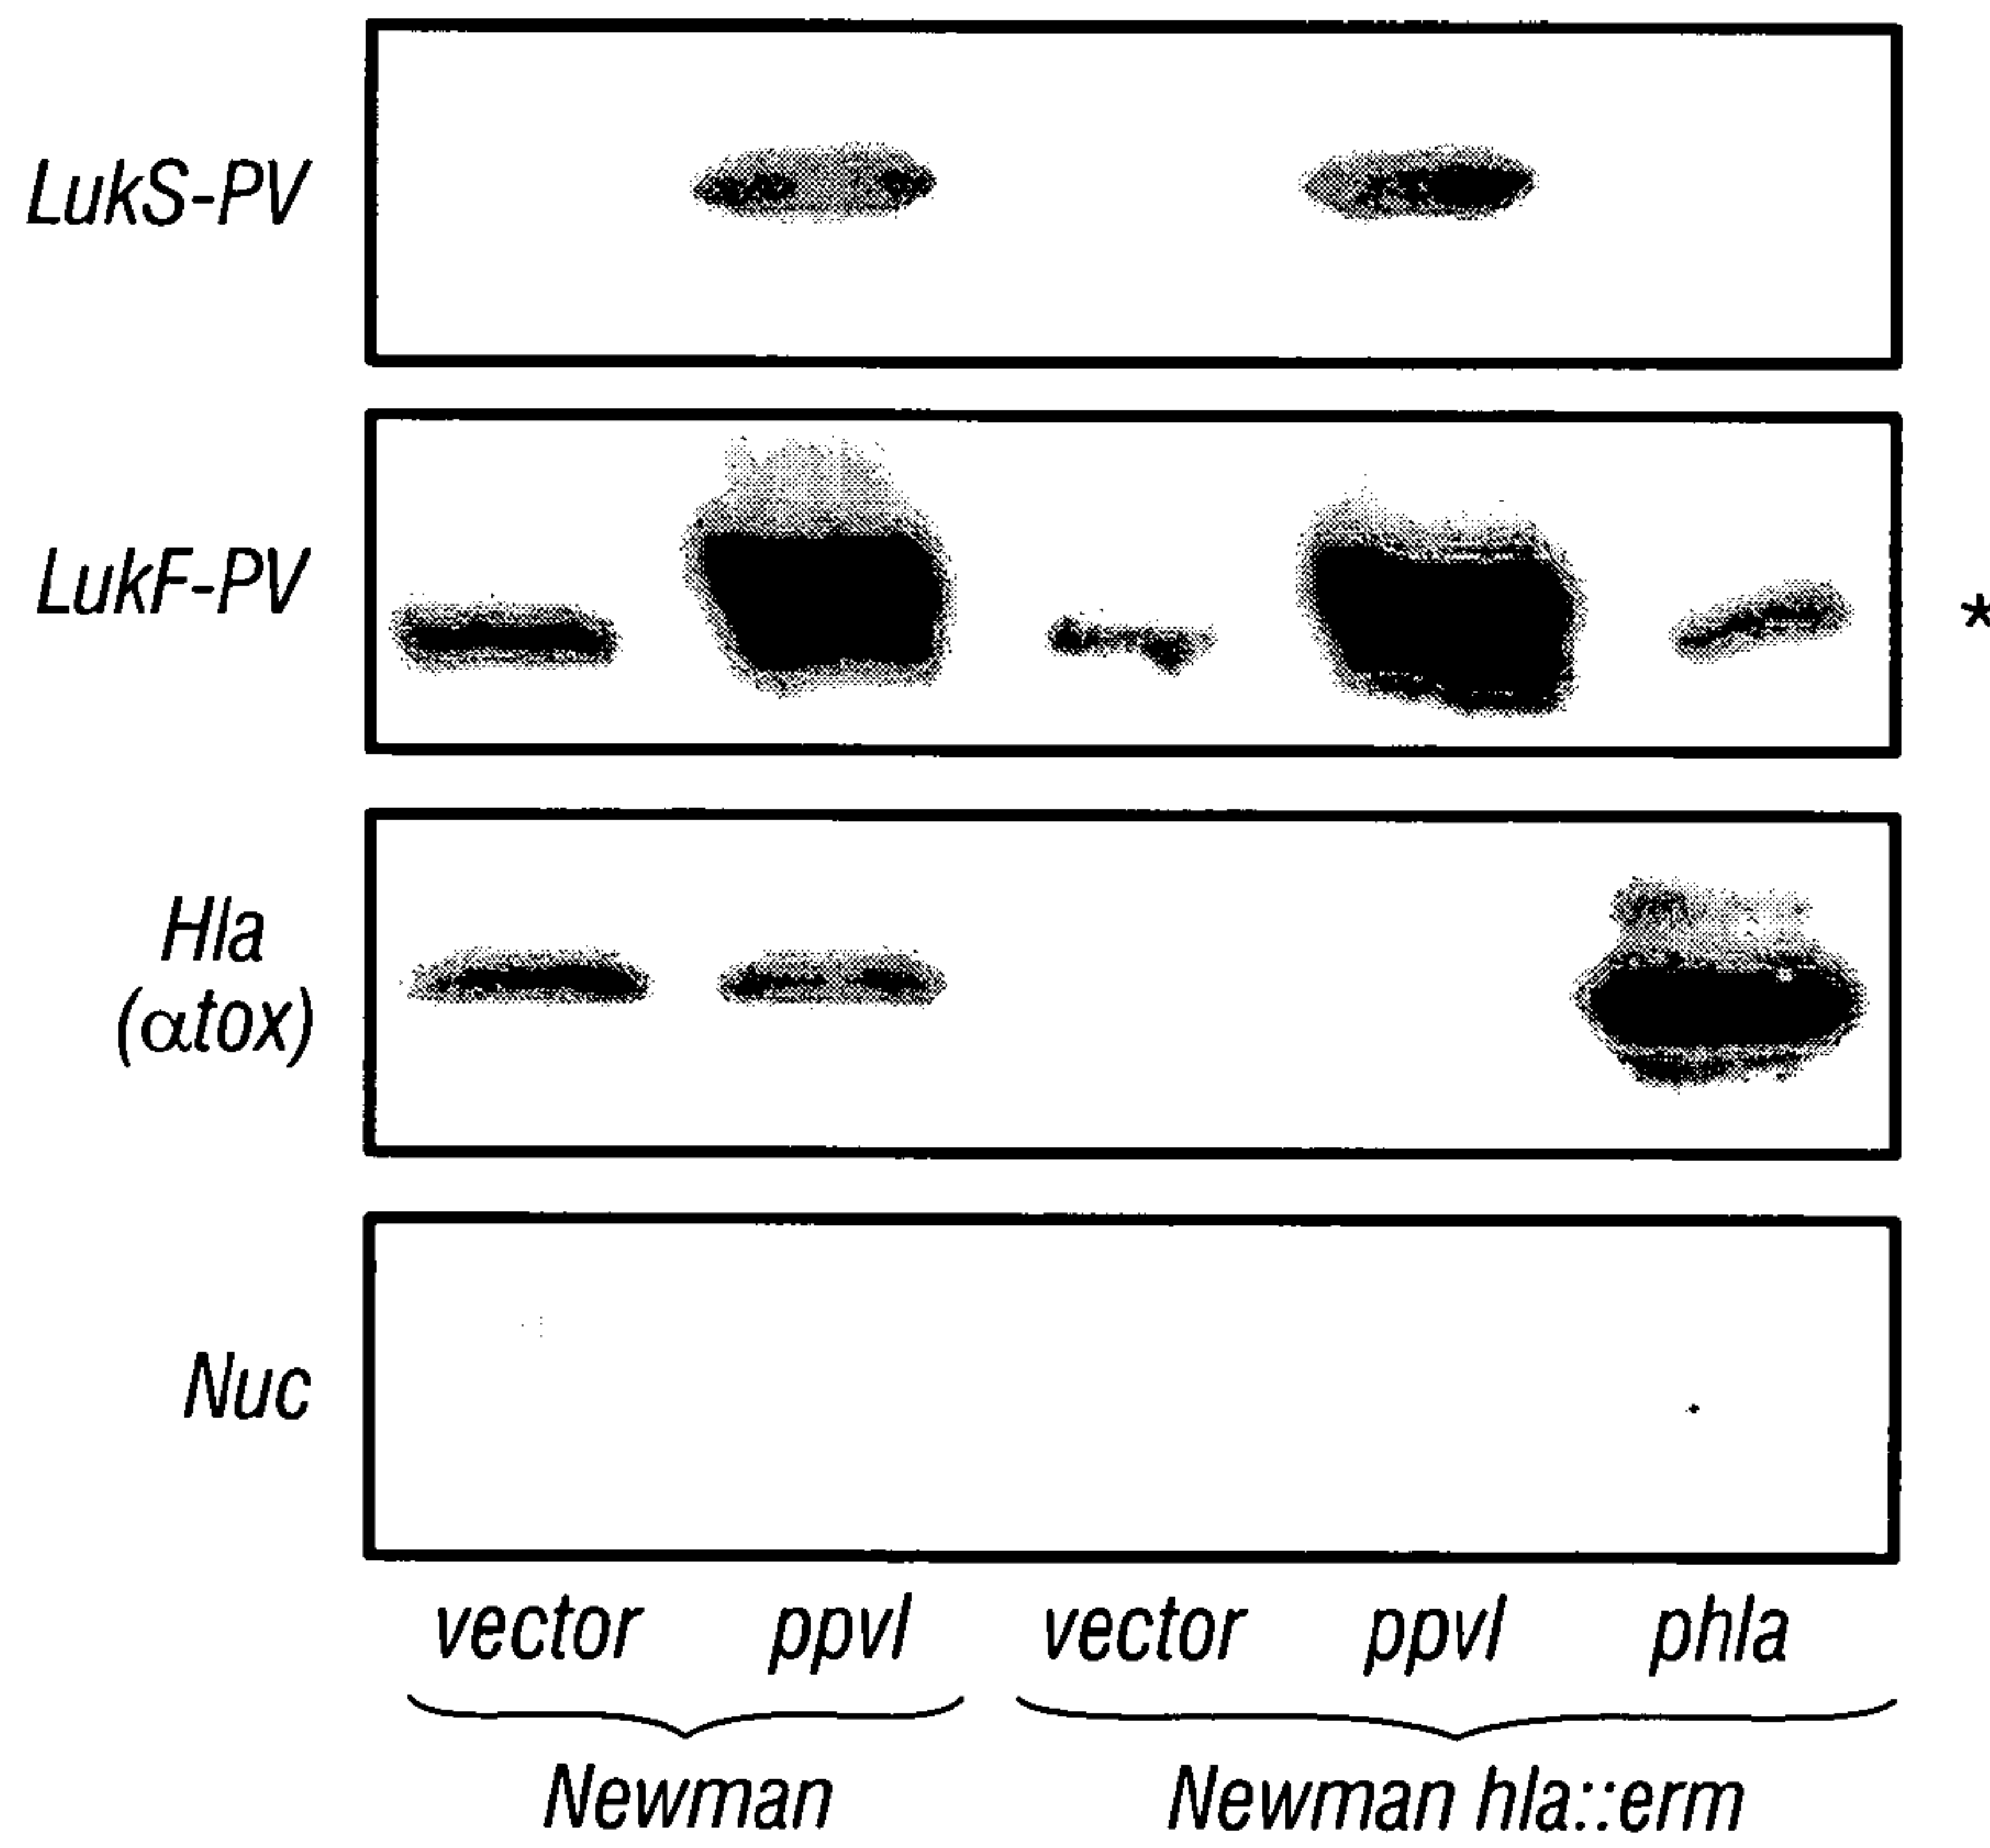 LukS-PV
LukF-PV
*
Hla
(αtox)
Nuc
vector ppvl vector ppvl phla
Newman Newman hla::erm